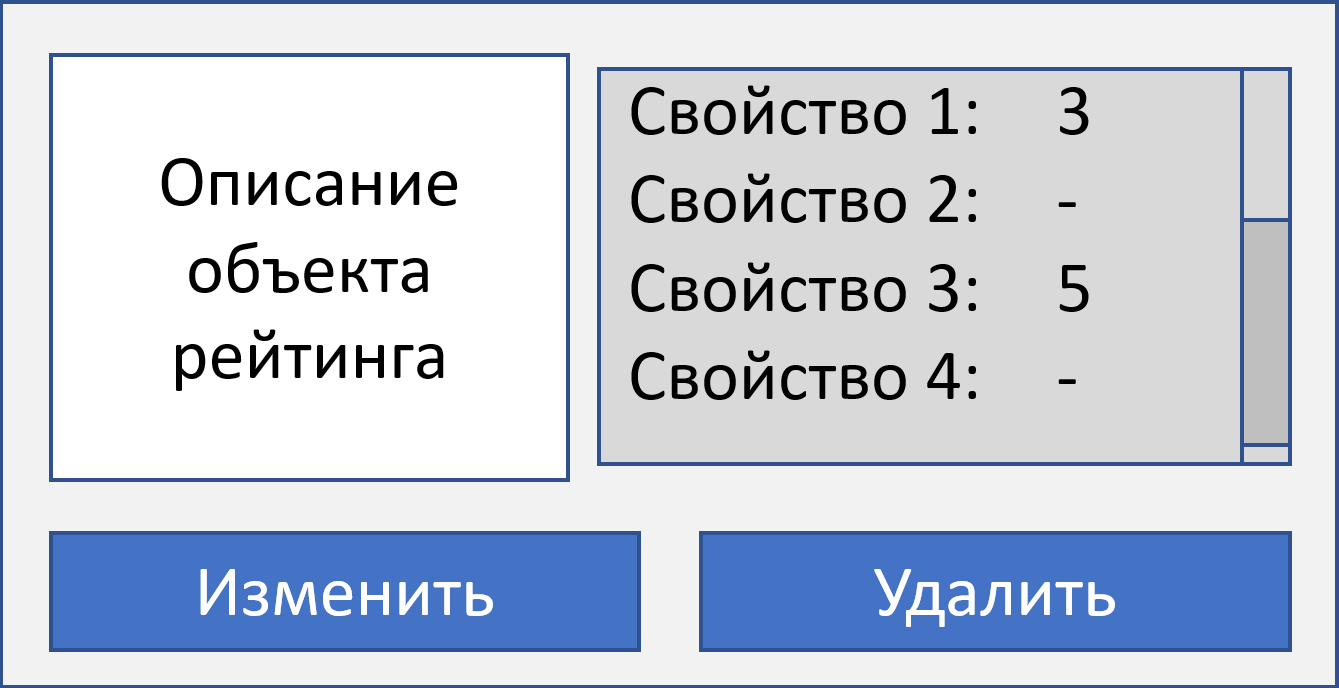 Описание
объекта
рейтинга
Свойство 1: 3
Свойство 2: -
Свойство 3: 5
Свойство 4: -
Изменить
Удалить